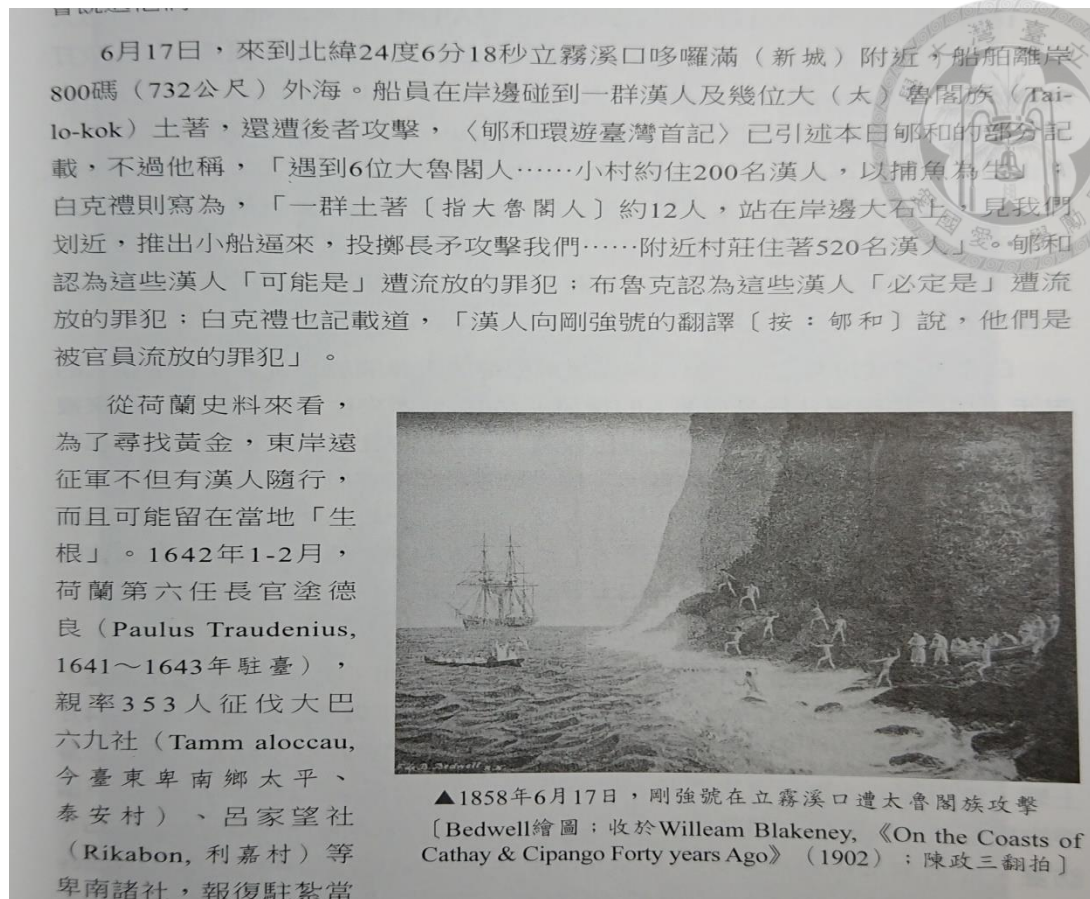 6月17日，來到北緯24度6分18秒立霧溪口哆囉滿（新城）附近，船舶離岸
800碼（732公尺）外海。船員在岸邊碰到一群漢人及幾位大（太）魯閣族（Tai-
lo-kok）土著，還遭後者攻擊，〈郇和環遊臺灣首記〉已引述本日郇和的部分記
載，不過他稱，「遇到6位大魯閣人……小村約住200名漢人，以捕魚為生」；
白克禮則寫為，「一群土著〔指大魯閣人〕約12人，站在岸邊大石上，見我們
划近，推出小船逼來，投擲長矛攻擊我們……附近村莊住著520名漢人」。郇和
認為這些漢人「可能是」遭流放的罪犯；布魯克認為這些漢人「必定是」遭流
放的罪犯；白克禮也記載道，「漢人向剛強號的翻譯〔按：郇和〕說，他們是
被官員流放的罪犯」。
從荷蘭史料來看，
為了尋找黃金，東岸遠
征軍不但有漢人隨行，
而且可能留在當地「生
根」。1642年1-2月，
荷蘭第六任長官塗德
良（Paulus Traudenius,
1641～1643年駐臺），
親率353人征伐大巴
六九社（Tamm aloccau,
今臺東卑南鄉太平、
泰安村）、呂家望社
（Rikabon, 利嘉村）等
卑南諸社，報復駐紮當
▲1858年6月17日，剛強號在立霧溪口遭太魯閣族攻擊
〔Bedwell繪圖；收於Willeam Blakeney, 《On the Coasts of
Cathay & Cipango Forty years Ago》（1902）；陳政三翻拍〕